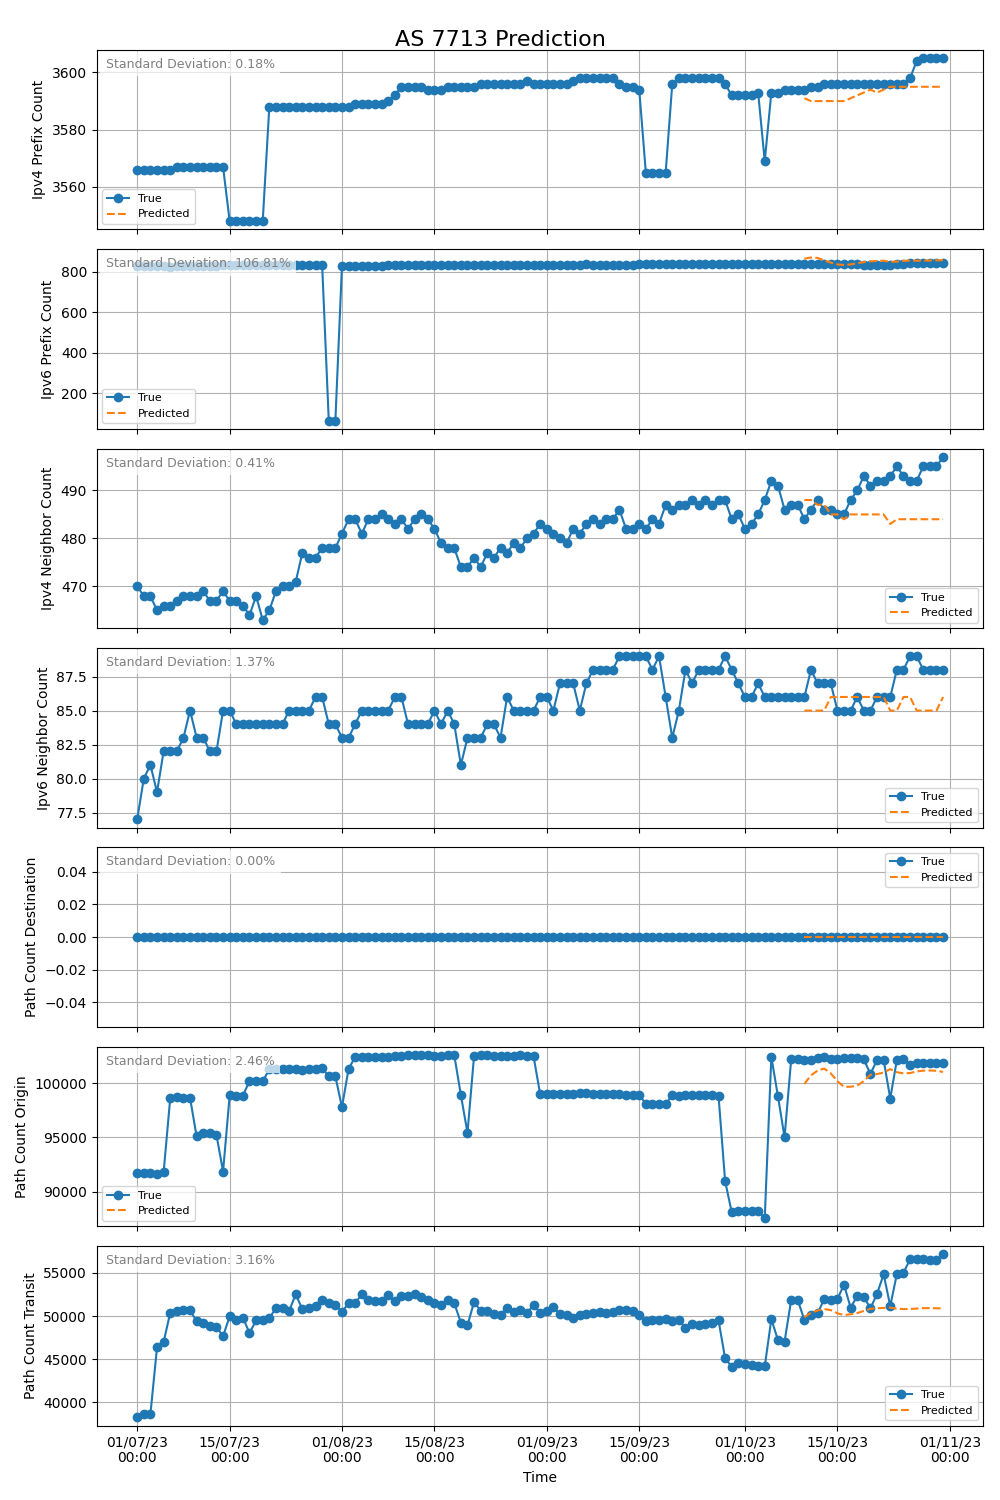 AS 7713 Prediction
Standard Deviation: 0.18%
Ipv4 Prefix Count
3600
3580
3560
True
Predicted
Standard Deviation: 106.81%
Ipv6 Prefix Count
800
600
400
200
True
Predicted
Standard Deviation: 0.41%
Ipv4 Neighbor Count
490
480
470
True
Predicted
Standard Deviation: 1.37%
Ipv6 Neighbor Count
87.5
85.0
82.5
80.0
77.5
True
Predicted
Standard Deviation: 0.00%
Path Count Destination
0.04
0.02
0.00
−0.02
−0.04
True
Predicted
Standard Deviation: 2.46%
Path Count Origin
100000
95000
90000
True
Predicted
Standard Deviation: 3.16%
Path Count Transit
55000
50000
45000
40000
True
Predicted
01/07/23 15/07/23 01/08/23 15/08/23 01/09/23 15/09/23 01/10/23 15/10/23 01/11/23
00:00 00:00 00:00 00:00 00:00 00:00 00:00 00:00 00:00
Time